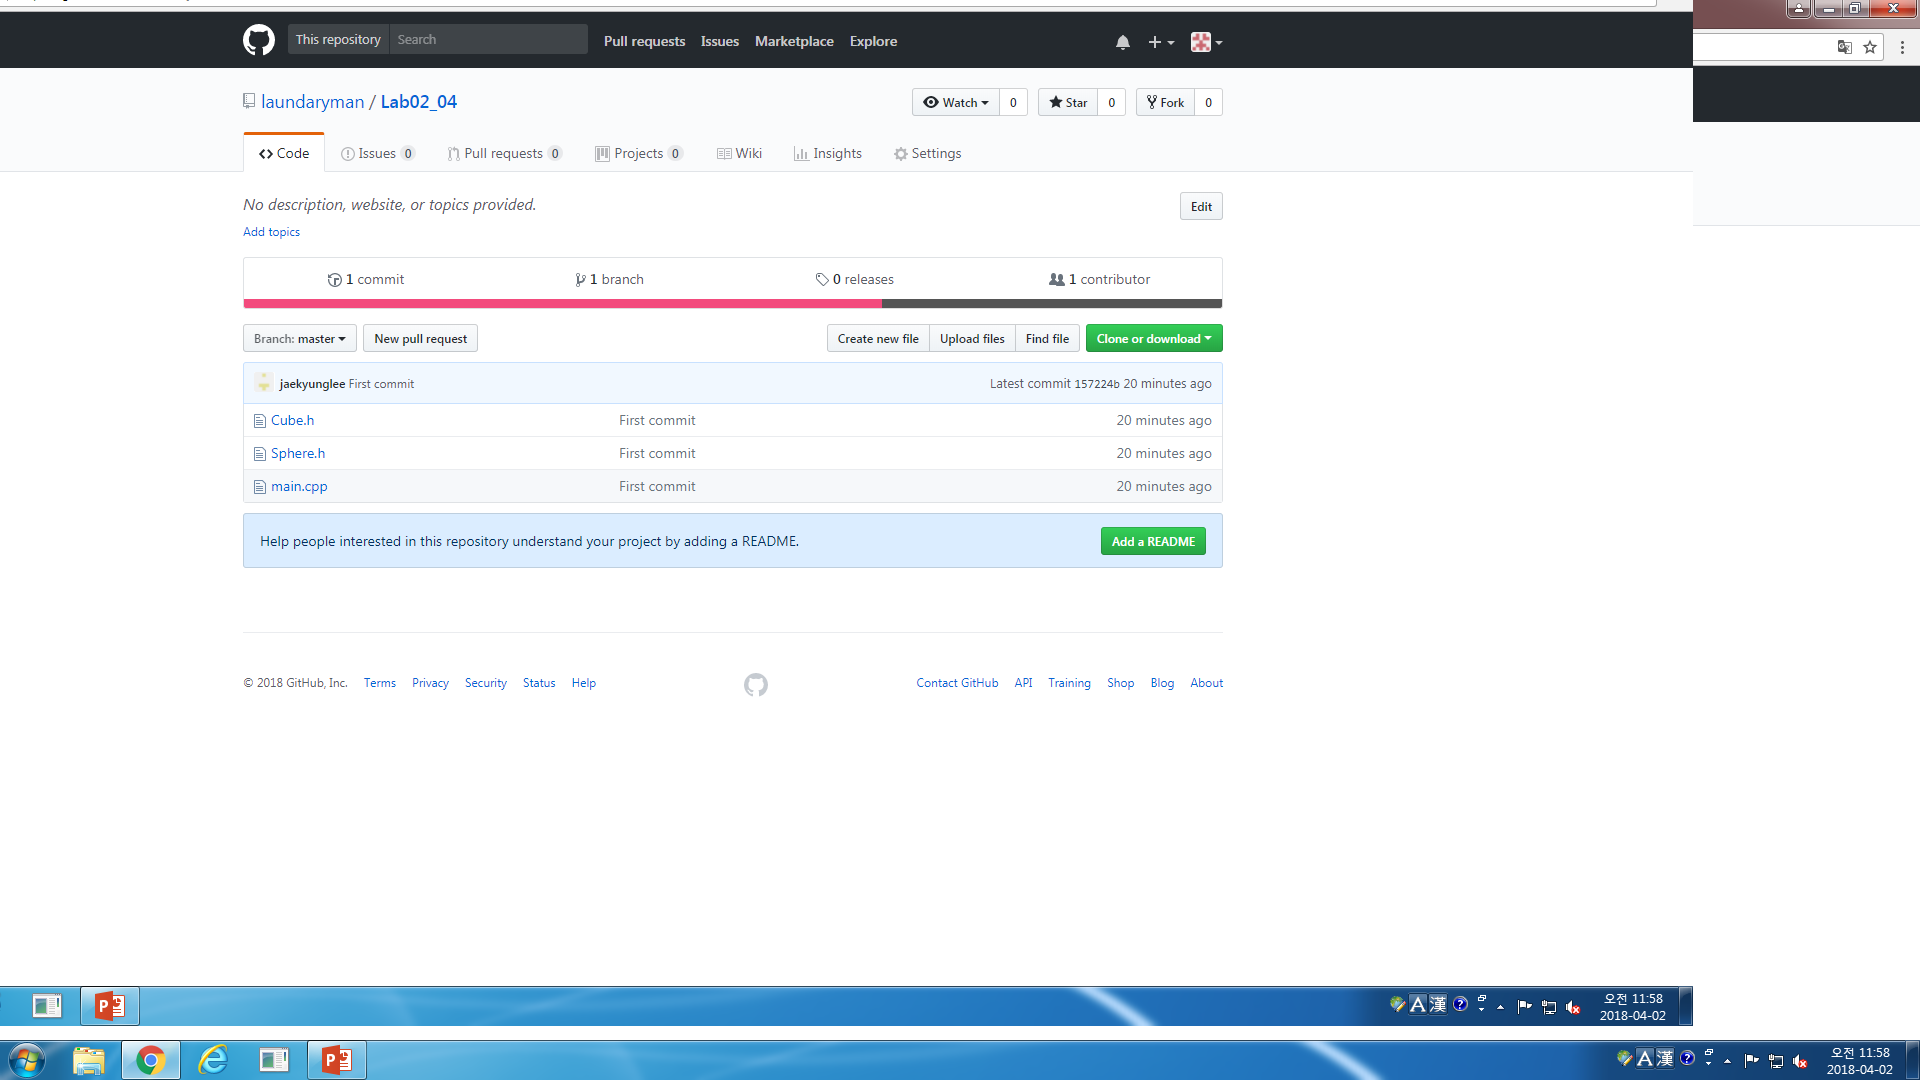 This repository Search Pull requests Issues Marketplace Explore
laundaryman / Lab02_04 Watch 0 Star 0 Fork 0
Code Issues 0 Pull requests 0 Projects 0 Wiki Insights Settings
No description, website, or topics provided. Edit
Add topics
1 commit 1 branch 0 releases 1 contributor
Branch: master New pull request Create new file Upload files Find file Clone or download
jaekyunglee First commit Latest commit 157224b 20 minutes ago
Cube.h First commit 20 minutes ago
Sphere.h First commit 20 minutes ago
main.cpp First commit 20 minutes ago
Help people interested in this repository understand your project by adding a README. Add a README
© 2018 GitHub, Inc. Terms Privacy Security Status Help Contact GitHub API Training Shop Blog About
A 漢 ? 오전 11:58
2018-04-02
A 漢 ? 오전 11:58
2018-04-02